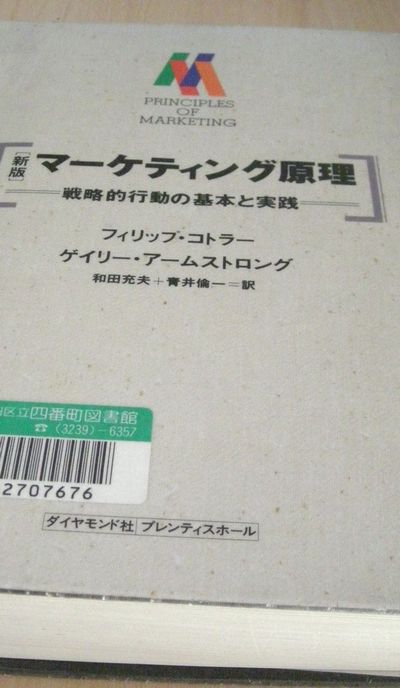 PRINCIPLES
OF
MARKETING
[新版]マーケティング原理
戦略的行動の基本と実践
フィリップ・コトラー
ゲイリー・アームストロング
和田充夫+青井倫一=訳
区立四番町図書館
☎(3239)-6357
2707676
ダイヤモンド社 プレンティスホール